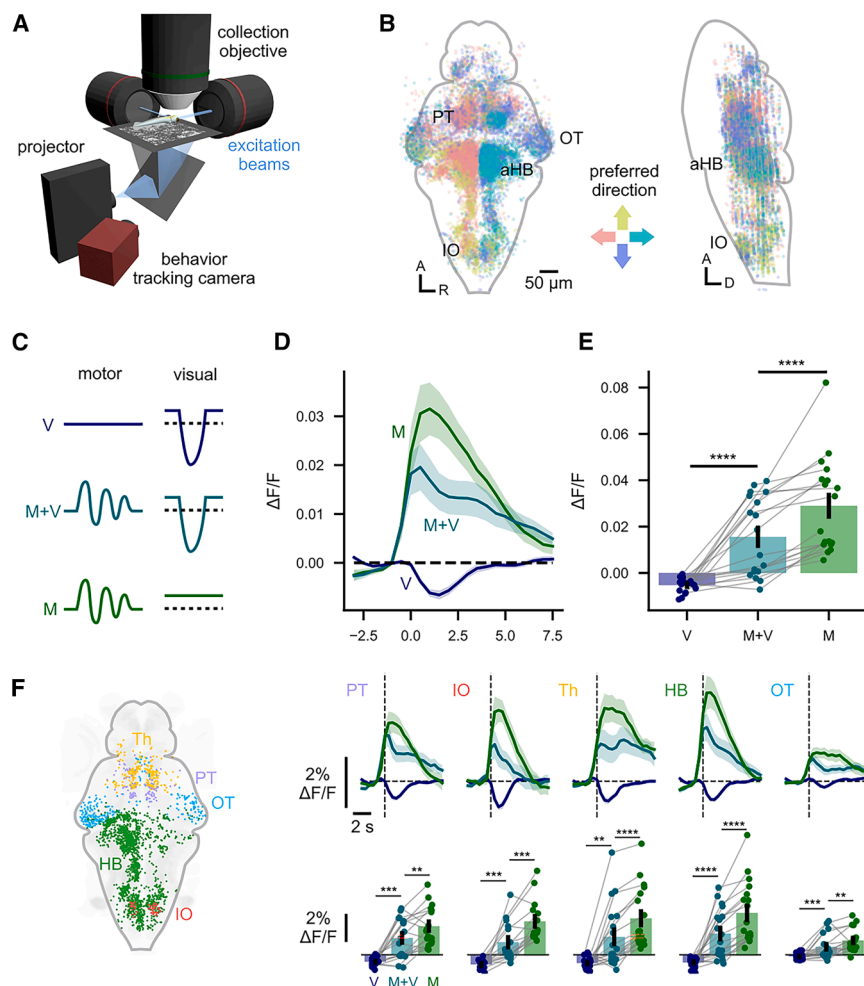 A
collection
objective
projector
excitation
beams
behavior
tracking camera
B
PT
OT
aHB
IO
A
R
50 μm
preferred
direction
aHB
IO
A
D
C
motor
visual
V
M+V
M
D
ΔF/F
0.03
0.02
0.01
0.00
M
M+V
V
−2.5
0.0
2.5
5.0
7.5
E
****
****
ΔF/F
0.08
0.06
0.04
0.02
0.00
V
M+V
M
F
Th
PT
OT
HB
IO
PT
IO
Th
HB
OT
2%
ΔF/F
2 s
*** **
*** ***
** ****
**** ****
*** **
2%
ΔF/F
V M+V M